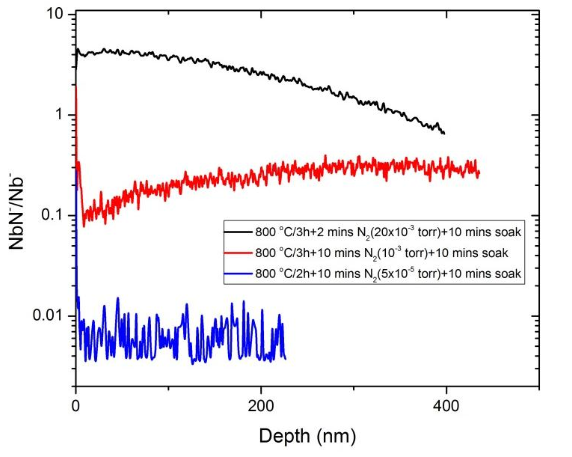 10
1
0.1
0.01
NbN⁻/Nb⁻
800 °C/3h+2 mins N₂(20x10⁻³ torr)+10 mins soak
800 °C/3h+10 mins N₂(10⁻³ torr)+10 mins soak
800 °C/2h+10 mins N₂(5x10⁻⁵ torr)+10 mins soak
0
200
400
Depth (nm)